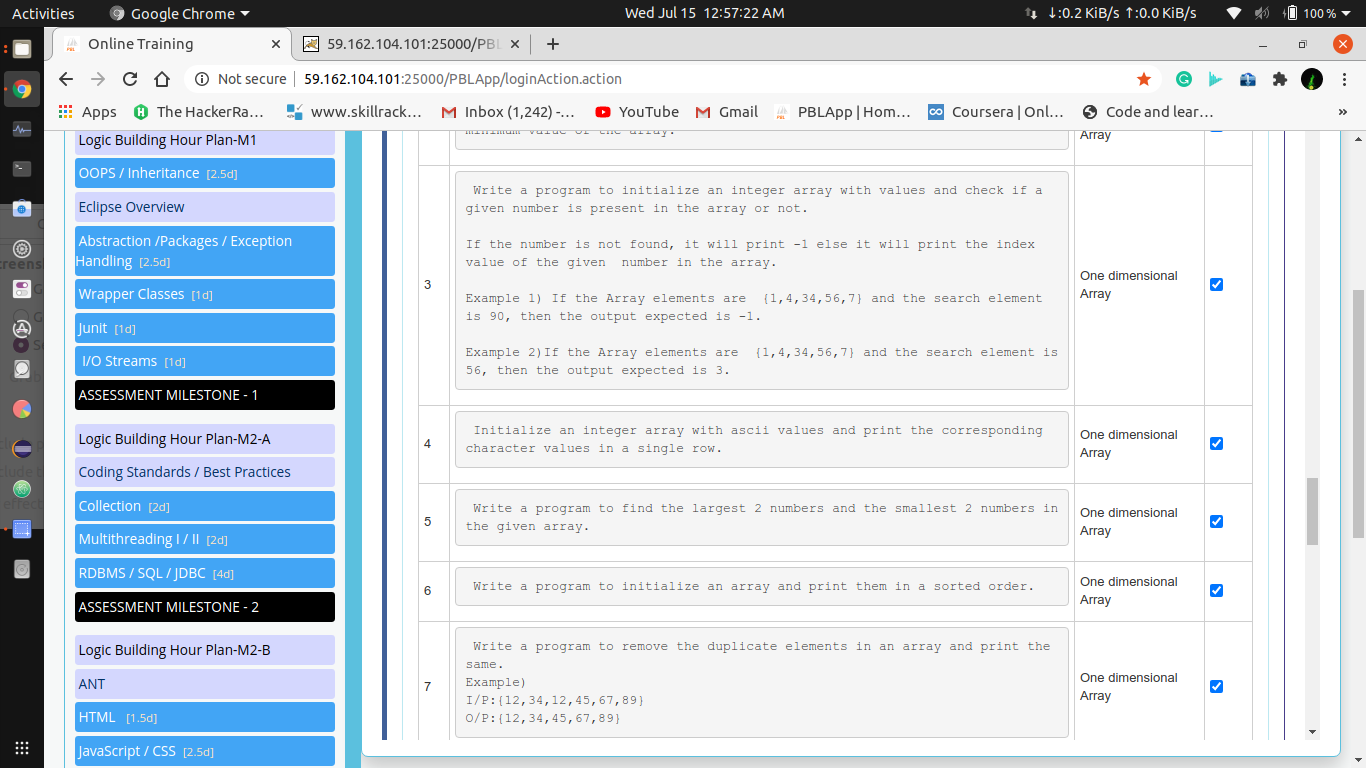 Activities
Google Chrome
Wed Jul 15 12:57:22 AM
↓:0.2 KiB/s ↑:0.0 KiB/s
100 %
Online Training
59.162.104.101:25000/PBL
Not secure
59.162.104.101:25000/PBLApp/loginAction.action
Apps
The HackerRa...
www.skillrack...
Inbox (1,242) -...
YouTube
Gmail
PBLApp | Hom...
Coursera | Onl...
Code and lear...
»
Logic Building Hour Plan-M1
OOPS / Inheritance [2.5d]
Eclipse Overview
Abstraction /Packages / Exception
Handling [2.5d]
Wrapper Classes [1d]
Junit [1d]
I/O Streams [1d]
ASSESSMENT MILESTONE - 1
Logic Building Hour Plan-M2-A
Coding Standards / Best Practices
Collection [2d]
Multithreading I / II [2d]
RDBMS / SQL / JDBC [4d]
ASSESSMENT MILESTONE - 2
Logic Building Hour Plan-M2-B
ANT
HTML [1.5d]
JavaScript / CSS [2.5d]
minimum value of the array.
Array
3
Write a program to initialize an integer array with values and check if a
given number is present in the array or not.
If the number is not found, it will print -1 else it will print the index
value of the given number in the array.
Example 1) If the Array elements are {1,4,34,56,7} and the search element
is 90, then the output expected is -1.
Example 2)If the Array elements are {1,4,34,56,7} and the search element is
56, then the output expected is 3.
One dimensional
Array
4
Initialize an integer array with ascii values and print the corresponding
character values in a single row.
One dimensional
Array
5
Write a program to find the largest 2 numbers and the smallest 2 numbers in
the given array.
One dimensional
Array
6
Write a program to initialize an array and print them in a sorted order.
One dimensional
Array
7
Write a program to remove the duplicate elements in an array and print the
same.
Example)
I/P:{12,34,12,45,67,89}
O/P:{12,34,45,67,89}
One dimensional
Array